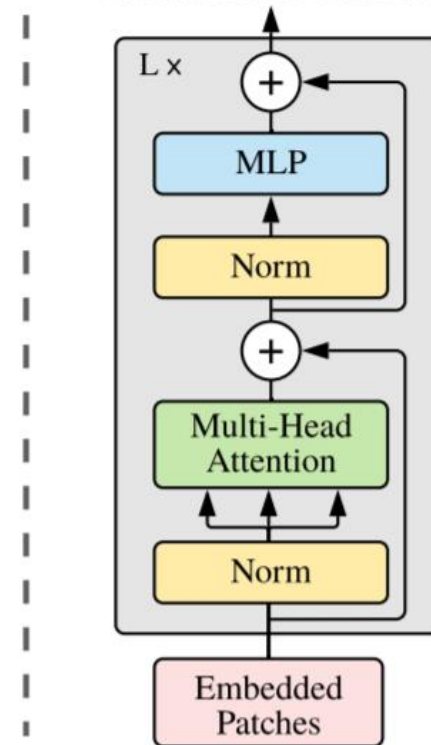 L ×
+
MLP
Norm
+
Multi-Head
Attention
Norm
Embedded
Patches